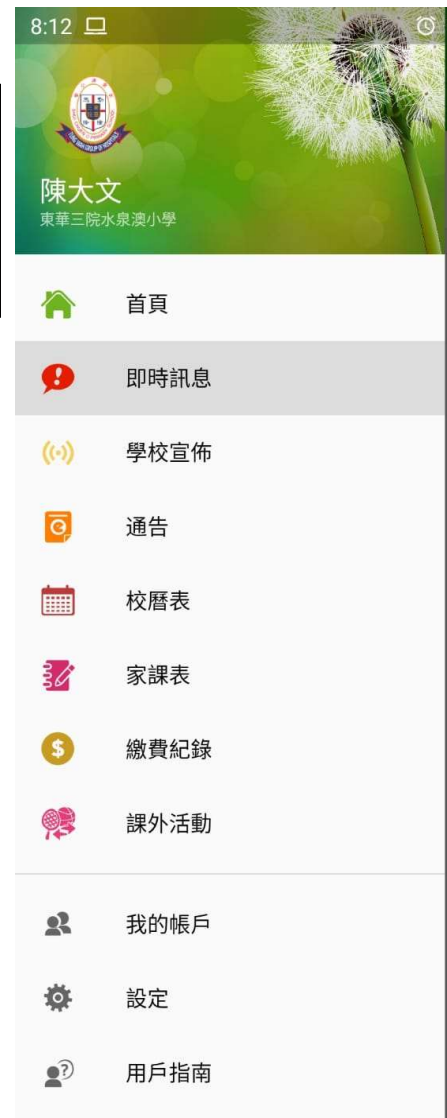 8:12
陳大文
東華三院水泉澳小學
首頁
即時訊息
學校宣佈
通告
校曆表
家課表
繳費紀錄
課外活動
我的帳戶
設定
用戶指南